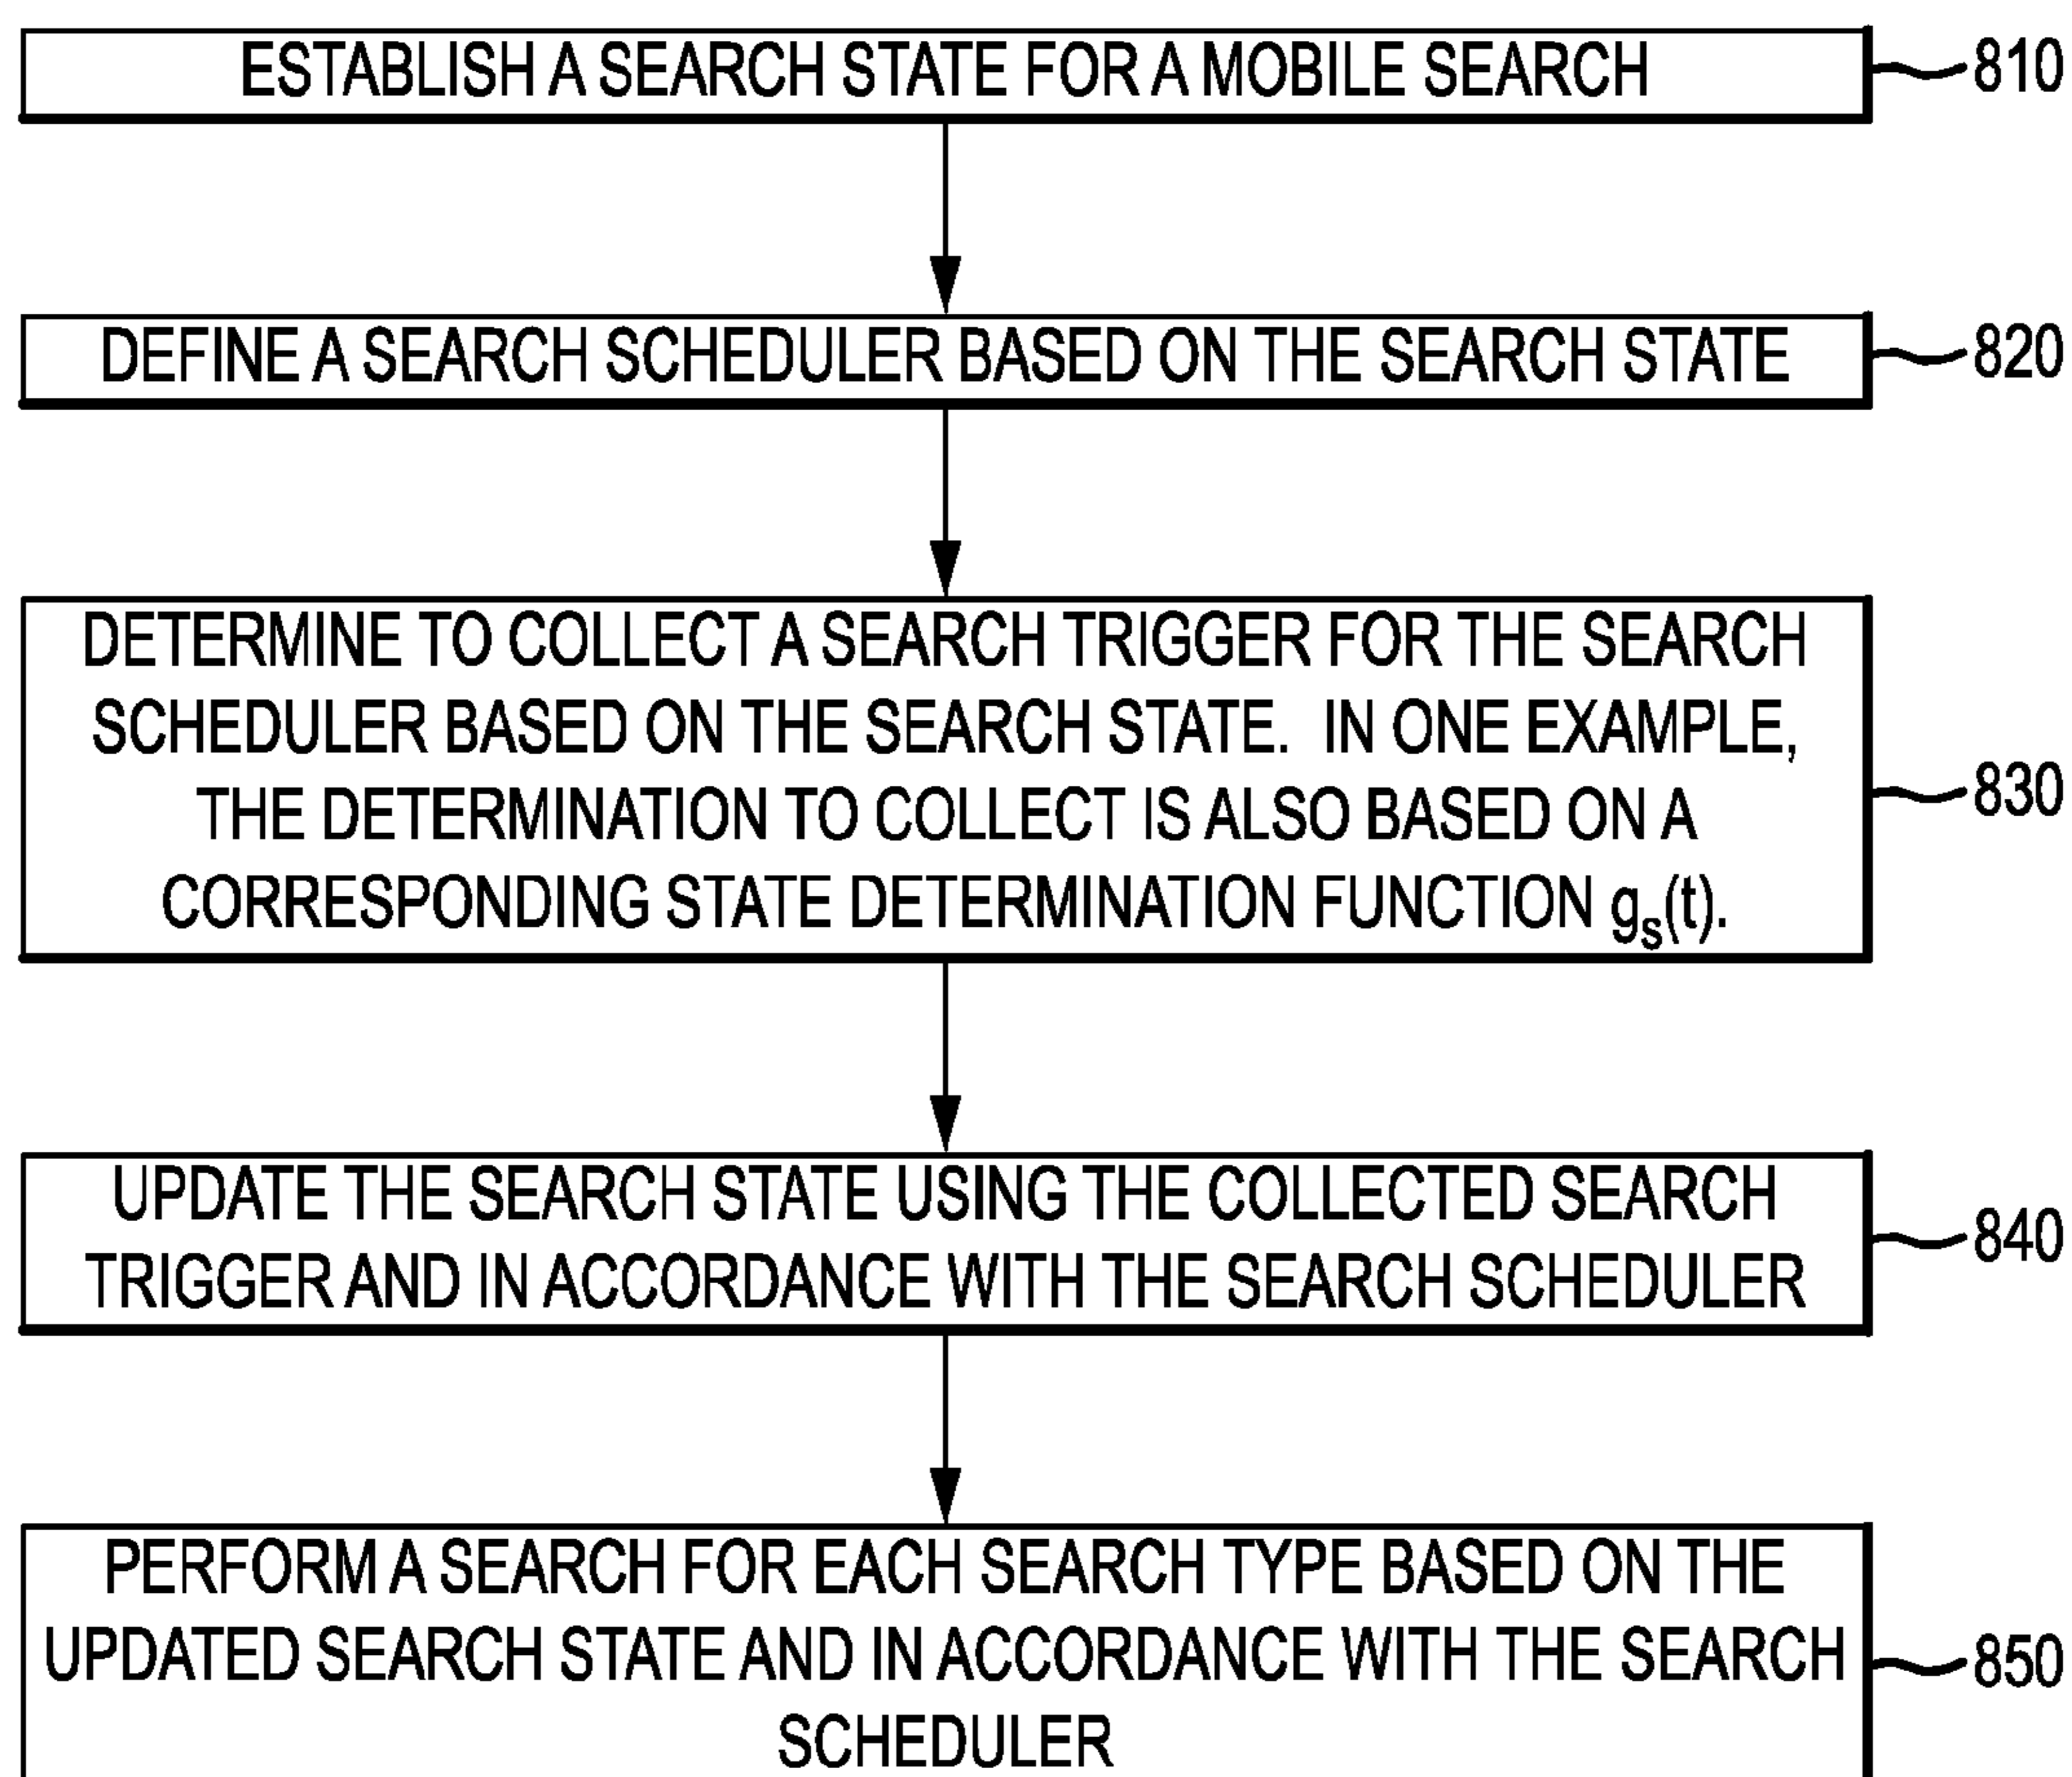 ESTABLISH A SEARCH STATE FOR A MOBILE SEARCH
810
DEFINE A SEARCH SCHEDULER BASED ON THE SEARCH STATE
820
DETERMINE TO COLLECT A SEARCH TRIGGER FOR THE SEARCH
SCHEDULER BASED ON THE SEARCH STATE. IN ONE EXAMPLE,
THE DETERMINATION TO COLLECT IS ALSO BASED ON A
CORRESPONDING STATE DETERMINATION FUNCTION gs(t).
830
UPDATE THE SEARCH STATE USING THE COLLECTED SEARCH
TRIGGER AND IN ACCORDANCE WITH THE SEARCH SCHEDULER
840
PERFORM A SEARCH FOR EACH SEARCH TYPE BASED ON THE
UPDATED SEARCH STATE AND IN ACCORDANCE WITH THE SEARCH
SCHEDULER
850